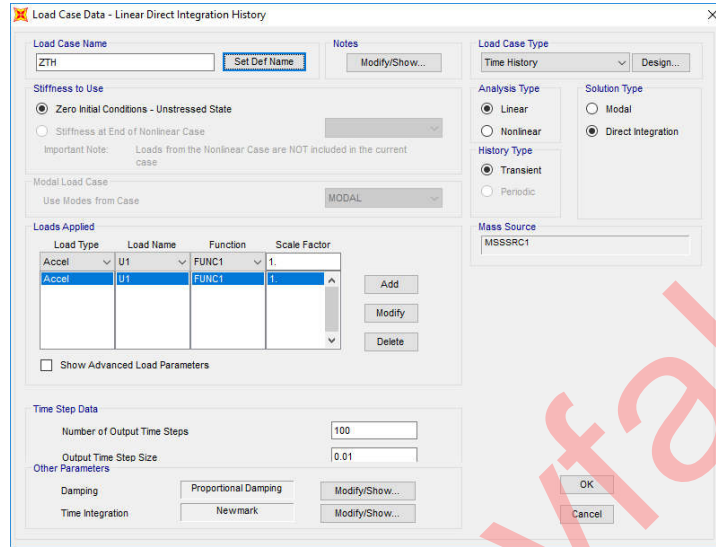 Load Case Data - Linear Direct Integration History
Load Case Name
ZTH
Set Def Name
Notes
Modify/Show...
Load Case Type
Time History
Design...
Stiffness to Use
Zero Initial Conditions - Unstressed State
Stiffness at End of Nonlinear Case
Important Note: Loads from the Nonlinear Case are NOT included in the current
case
Analysis Type
Linear
Nonlinear
Solution Type
Modal
Direct Integration
History Type
Transient
Periodic
Modal Load Case
Use Modes from Case
MODAL
Mass Source
MSSSRC1
Loads Applied
Load Type Load Name Function Scale Factor
Accel U1 FUNC1 1.
Accel U1 FUNC1 1.
Add
Modify
Delete
Show Advanced Load Parameters
Time Step Data
Number of Output Time Steps 100
Output Time Step Size 0.01
Other Parameters
Damping Proportional Damping Modify/Show...
Time Integration Newmark Modify/Show...
OK
Cancel